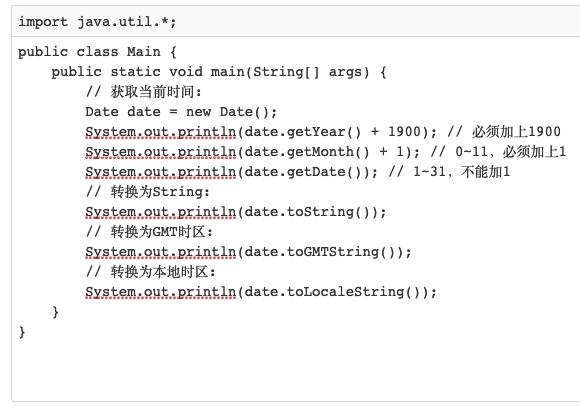 import java.util.*;
public class Main {
    public static void main(String[] args) {
        // 获取当前时间:
        Date date = new Date();
        System.out.println(date.getYear() + 1900); // 必须加上1900
        System.out.println(date.getMonth() + 1); // 0~11，必须加上1
        System.out.println(date.getDate()); // 1~31，不能加1
        // 转换为String:
        System.out.println(date.toString());
        // 转换为GMT时区:
        System.out.println(date.toGMTString());
        // 转换为本地时区:
        System.out.println(date.toLocaleString());
    }
}